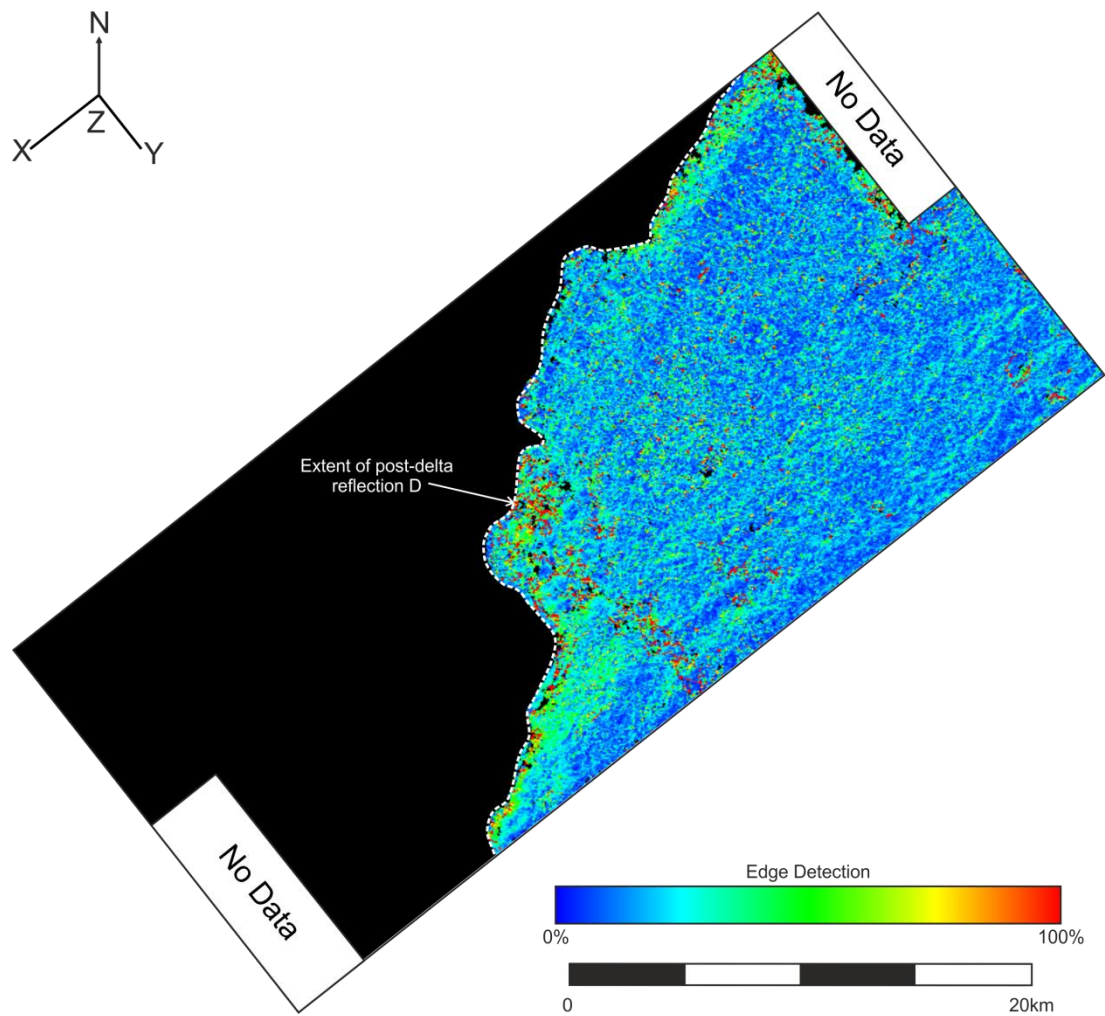 N
X
Z
Y
No Data
Extent of post-delta
reflection D
No Data
Edge Detection
0%
100%
0
20km